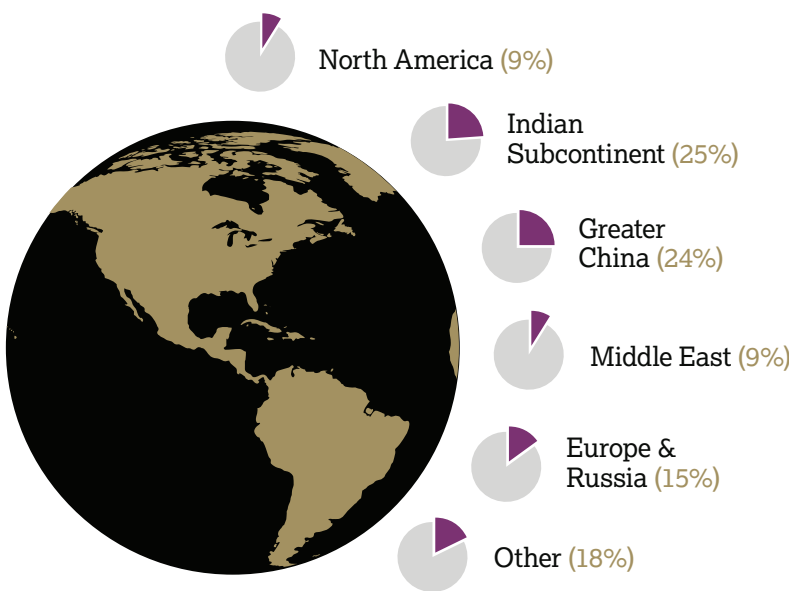 North America (9%)
Indian
Subcontinent (25%)
Greater
China (24%)
Middle East (9%)
Europe &
Russia (15%)
Other (18%)